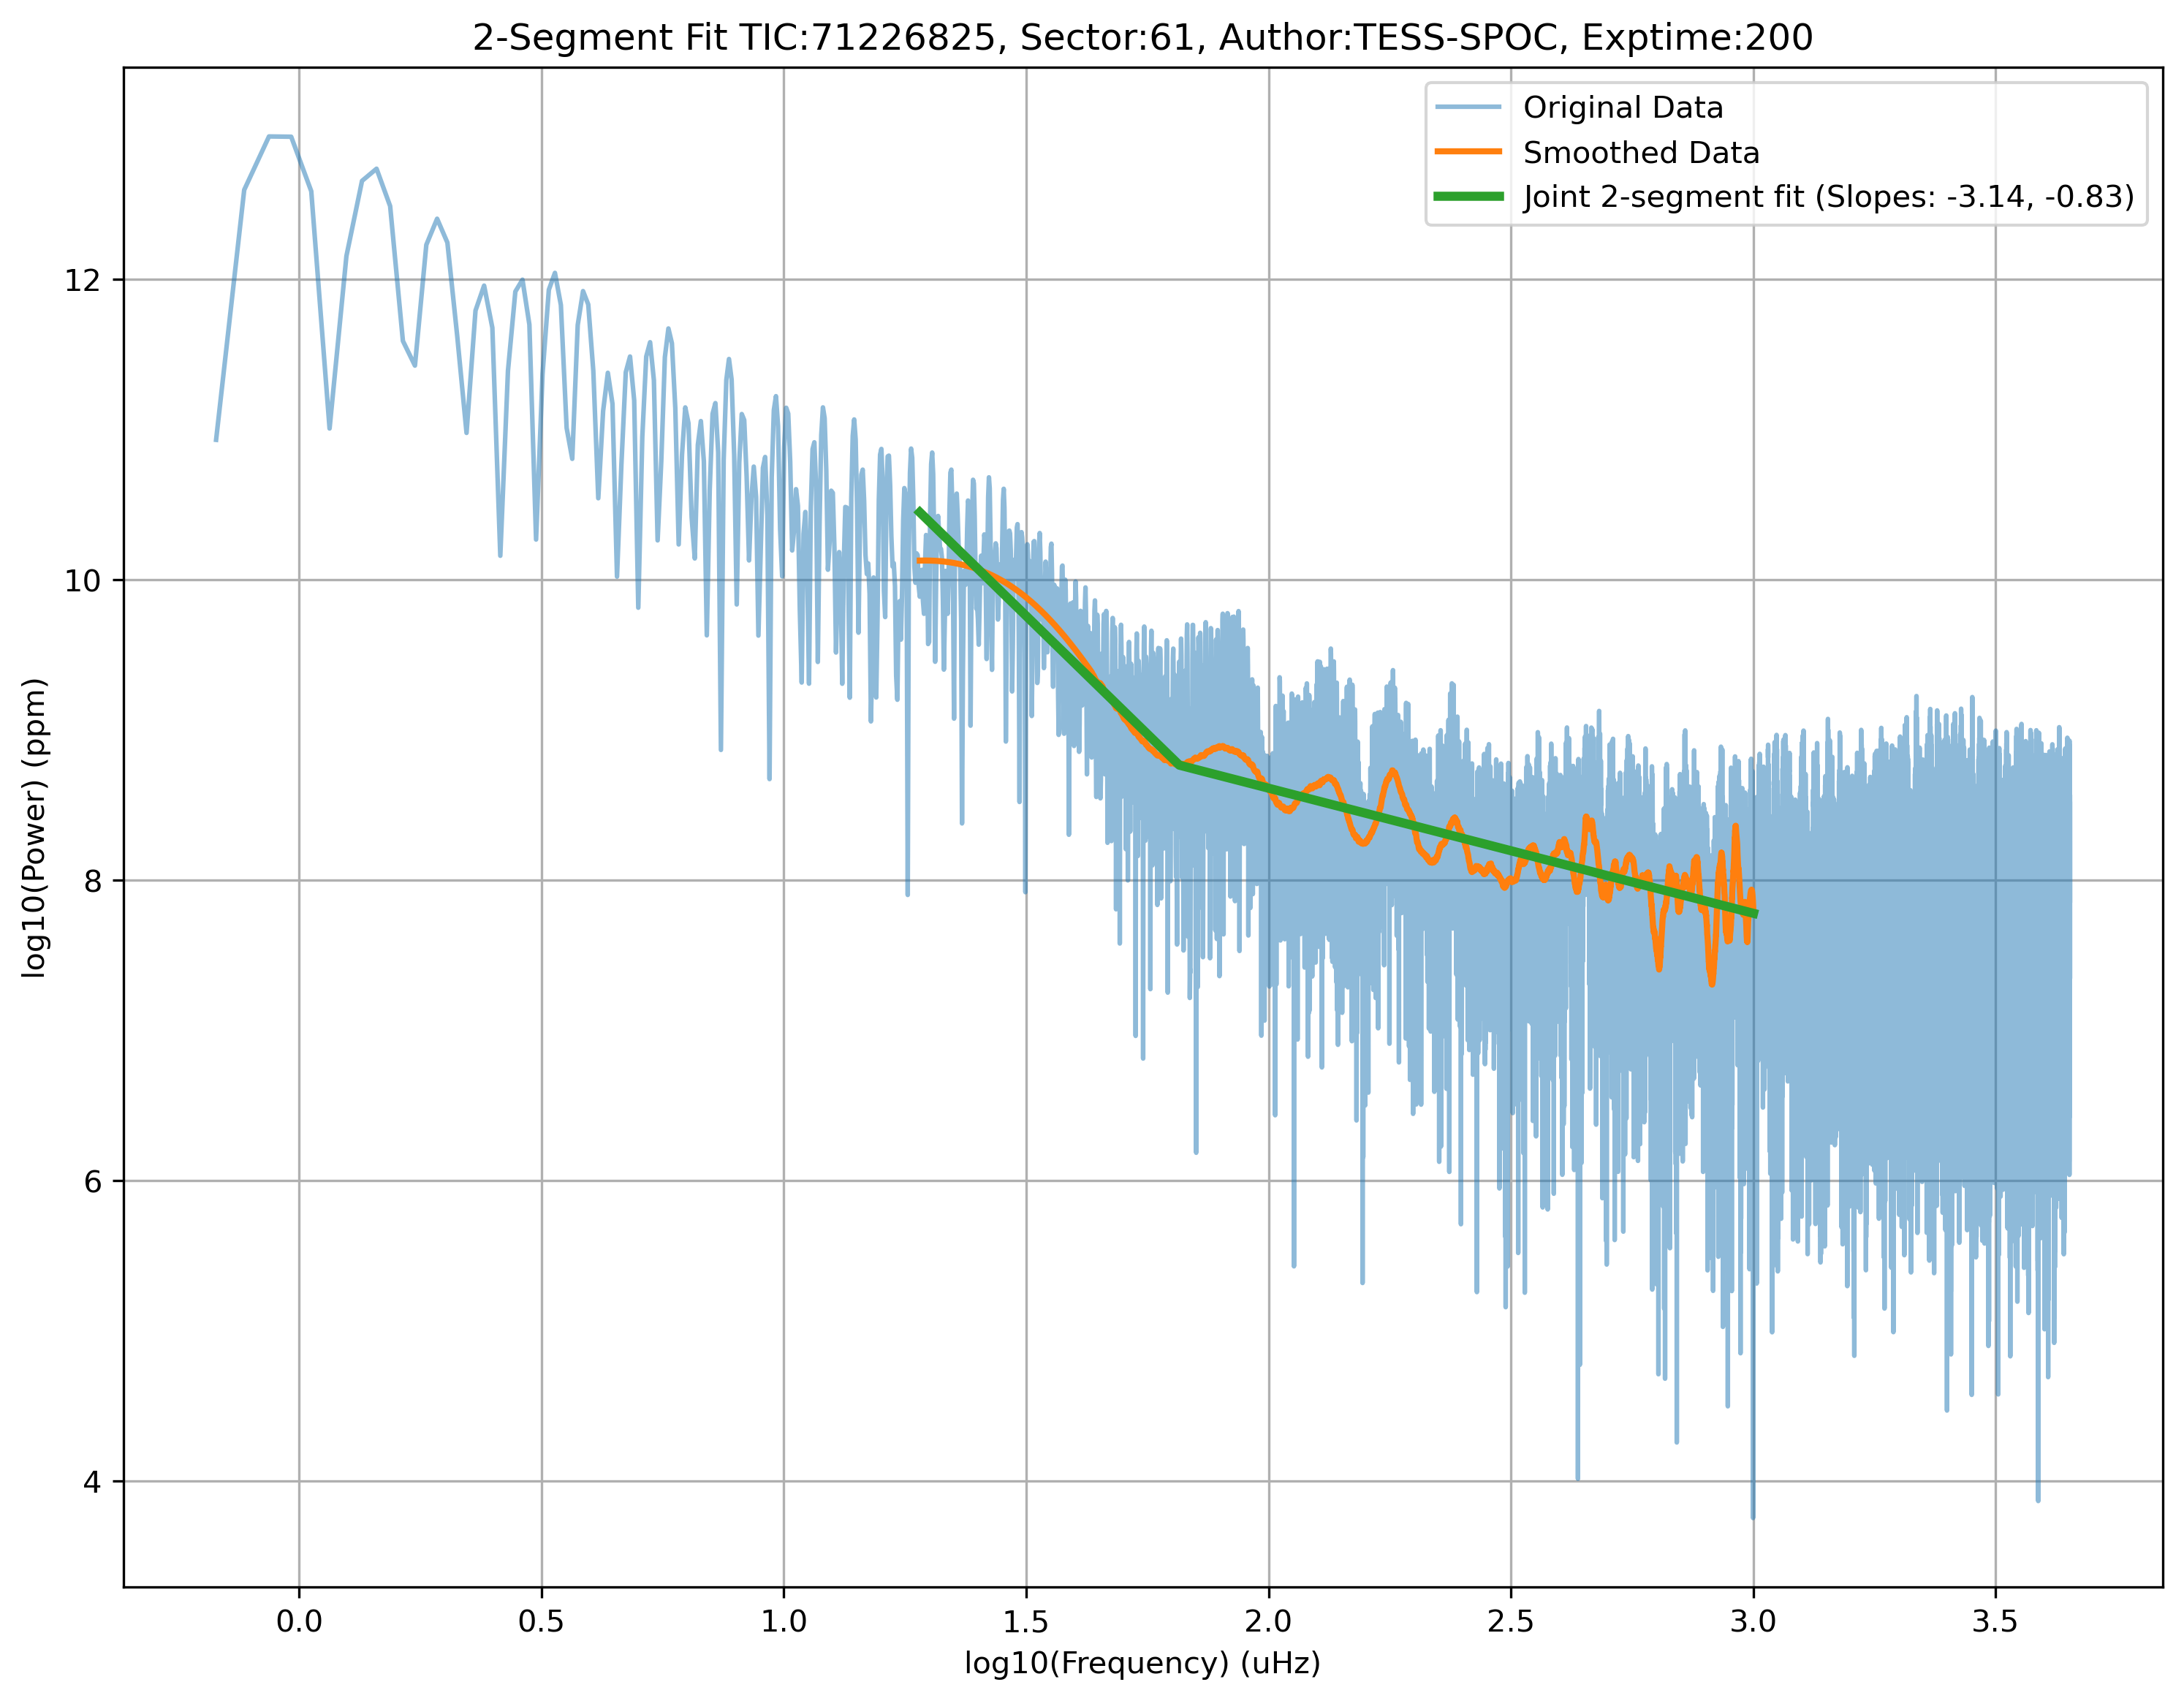 2-Segment Fit TIC:71226825, Sector:61, Author:TESS-SPOC, Exptime:200
Original Data
Smoothed Data
Joint 2-segment fit (Slopes: -3.14, -0.83)
log10(Power) (ppm)
12
10
8
6
4
0.0 0.5 1.0 1.5 2.0 2.5 3.0 3.5
log10(Frequency) (uHz)